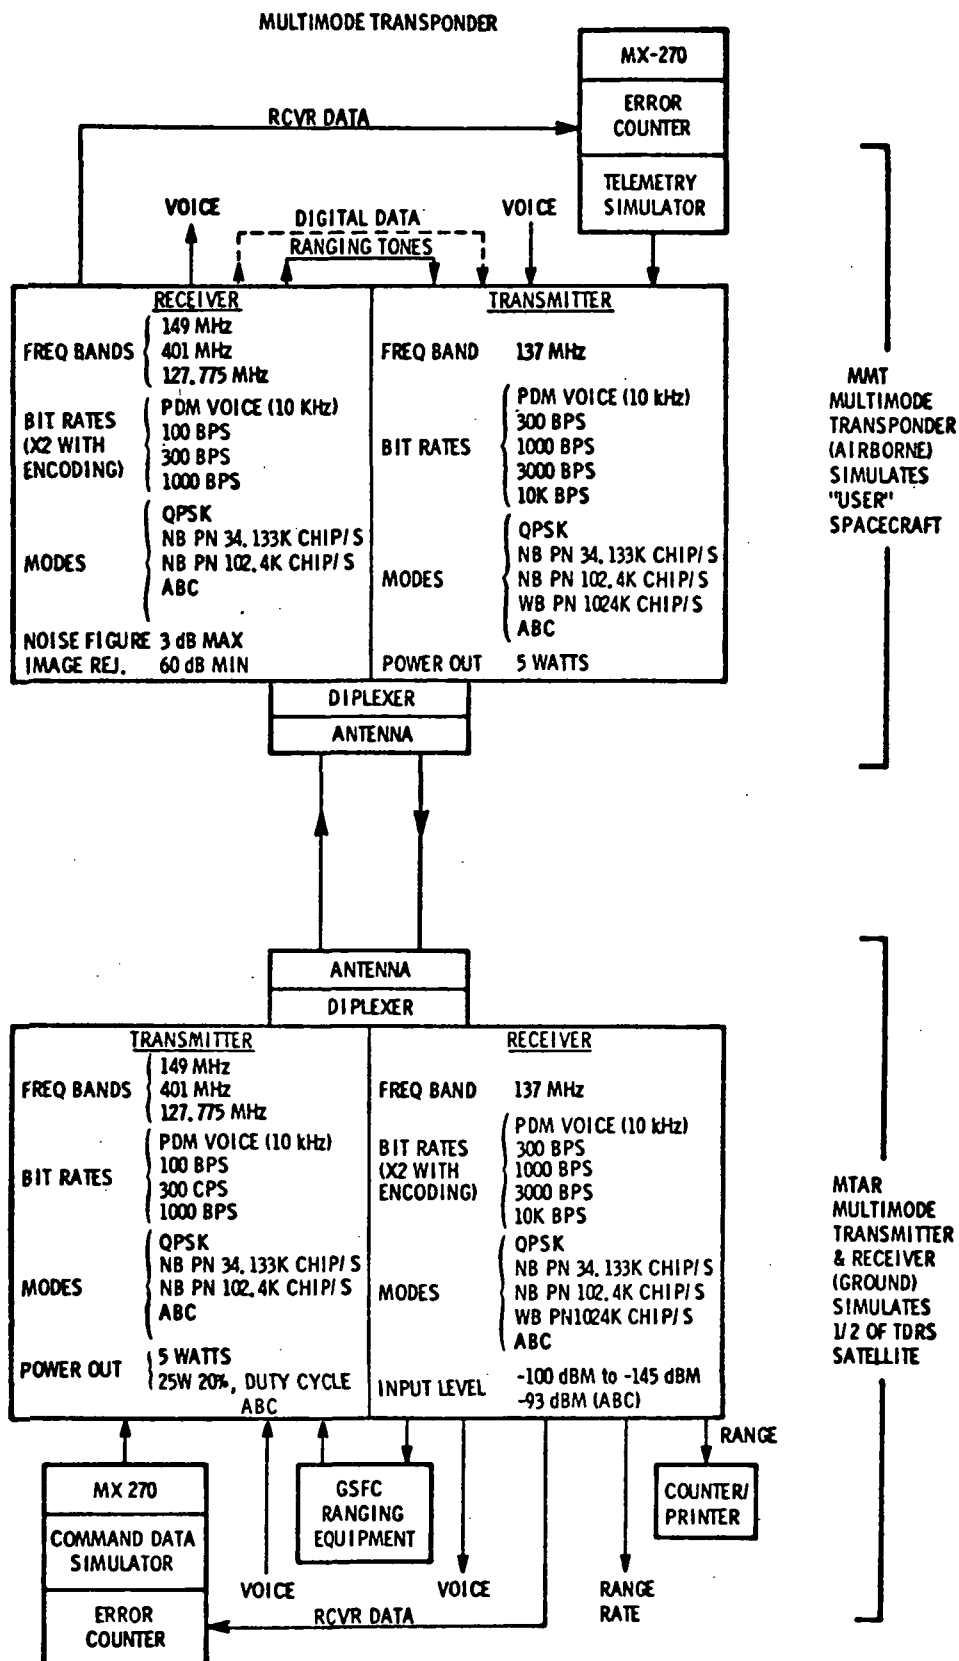 MULTIMODE TRANSPONDER
MX-270
ERROR
COUNTER
TELEMETRY
SIMULATOR
RCVR DATA
VOICE
DIGITAL DATA
RANGING TONES
VOICE
RECEIVER
FREQ BANDS
149 MHz
401 MHz
127.775 MHz
BIT RATES
(X2 WITH
ENCODING)
PDM VOICE (10 KHz)
100 BPS
300 BPS
1000 BPS
MODES
QPSK
NB PN 34.133K CHIP/S
NB PN 102.4K CHIP/S
ABC
NOISE FIGURE 3 dB MAX
IMAGE REJ. 60 dB MIN
TRANSMITTER
FREQ BAND 137 MHz
BIT RATES
PDM VOICE (10 kHz)
300 BPS
1000 BPS
3000 BPS
10K BPS
MODES
QPSK
NB PN 34.133K CHIP/S
NB PN 102.4K CHIP/S
WB PN 1024K CHIP/S
ABC
POWER OUT 5 WATTS
DIPLEXER
ANTENNA
MMT
MULTIMODE
TRANSPONDER
(AIRBORNE)
SIMULATES
"USER"
SPACECRAFT
ANTENNA
DIPLEXER
TRANSMITTER
FREQ BANDS
149 MHz
401 MHz
127.775 MHz
BIT RATES
PDM VOICE (10 kHz)
100 BPS
300 CPS
1000 BPS
MODES
QPSK
NB PN 34.133K CHIP/S
NB PN 102.4K CHIP/S
ABC
POWER OUT
5 WATTS
25W 20%, DUTY CYCLE
ABC
RECEIVER
FREQ BAND 137 MHz
BIT RATES
(X2 WITH
ENCODING)
PDM VOICE (10 kHz)
300 BPS
1000 BPS
3000 BPS
10K BPS
MODES
QPSK
NB PN 34.133K CHIP/S
NB PN 102.4K CHIP/S
WB PN1024K CHIP/S
ABC
INPUT LEVEL
-100 dBM to -145 dBM
-93 dBM (ABC)
MTAR
MULTIMODE
TRANSMITTER
& RECEIVER
(GROUND)
SIMULATES
1/2 OF TDRS
SATELLITE
RANGE
MX 270
COMMAND DATA
SIMULATOR
ERROR
COUNTER
GSFC
RANGING
EQUIPMENT
COUNTER/
PRINTER
VOICE
VOICE
RANGE
RATE
RCVR DATA